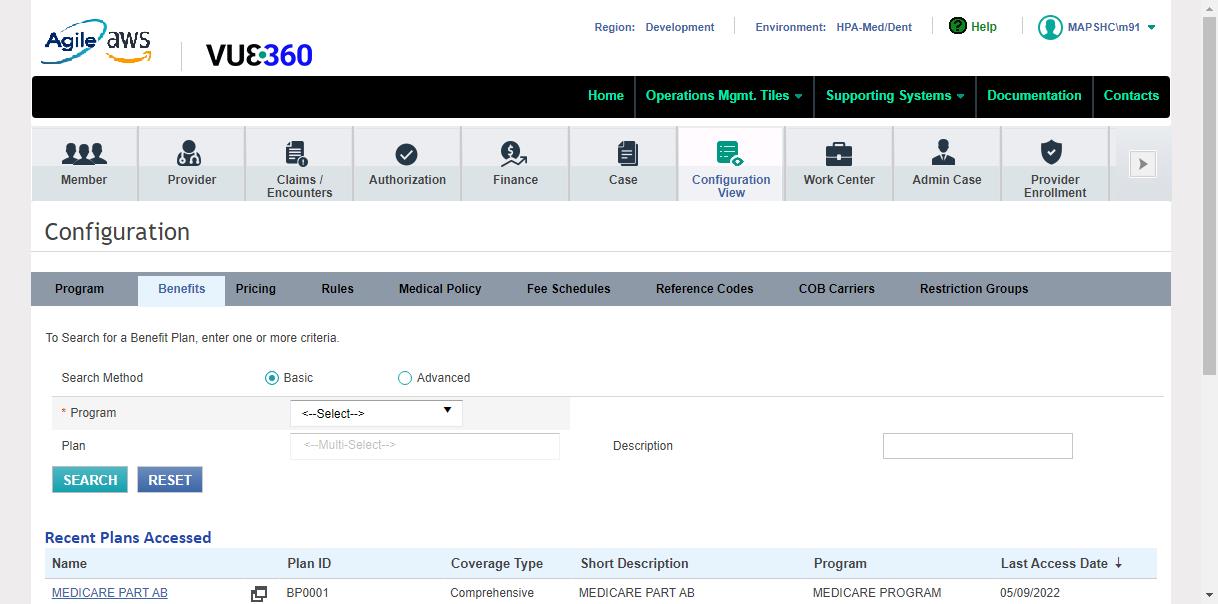 Agile aws
VUE360
Region: Development
Environment: HPA-Med/Dent
? Help
MAPSHC\m91
Home
Operations Mgmt. Tiles
Supporting Systems
Documentation
Contacts
Member
Provider
Claims /
Encounters
Authorization
Finance
Case
Configuration
View
Work Center
Admin Case
Provider
Enrollment
Configuration
Program
Benefits
Pricing
Rules
Medical Policy
Fee Schedules
Reference Codes
COB Carriers
Restriction Groups
To Search for a Benefit Plan, enter one or more criteria.
Search Method Basic Advanced
* Program <--Select-->
Plan <--Multi-Select--> Description
SEARCH RESET
Recent Plans Accessed
Name Plan ID Coverage Type Short Description Program Last Access Date ↓
MEDICARE PART AB BP0001 Comprehensive MEDICARE PART AB MEDICARE PROGRAM 05/09/2022